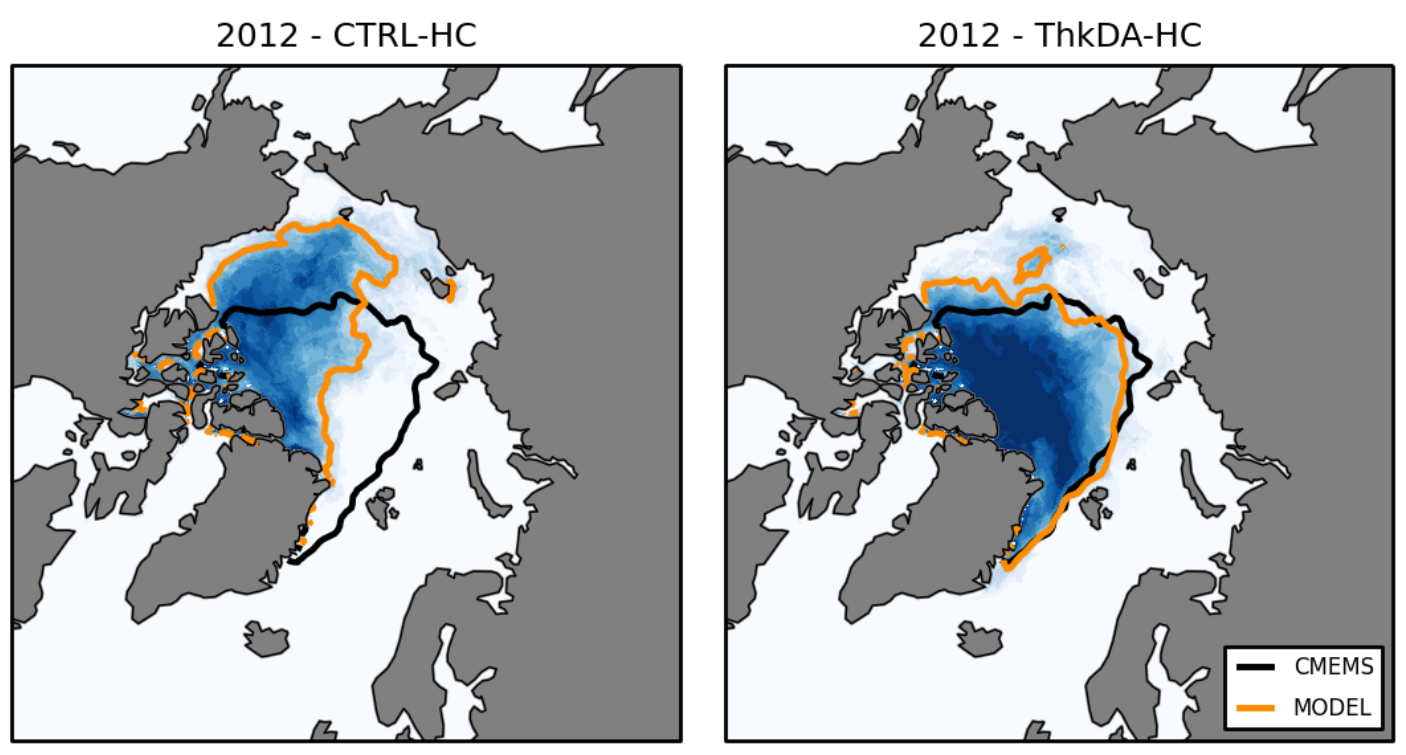 2012 - CTRL-HC
2012 - ThkDA-HC
CMEMS
MODEL